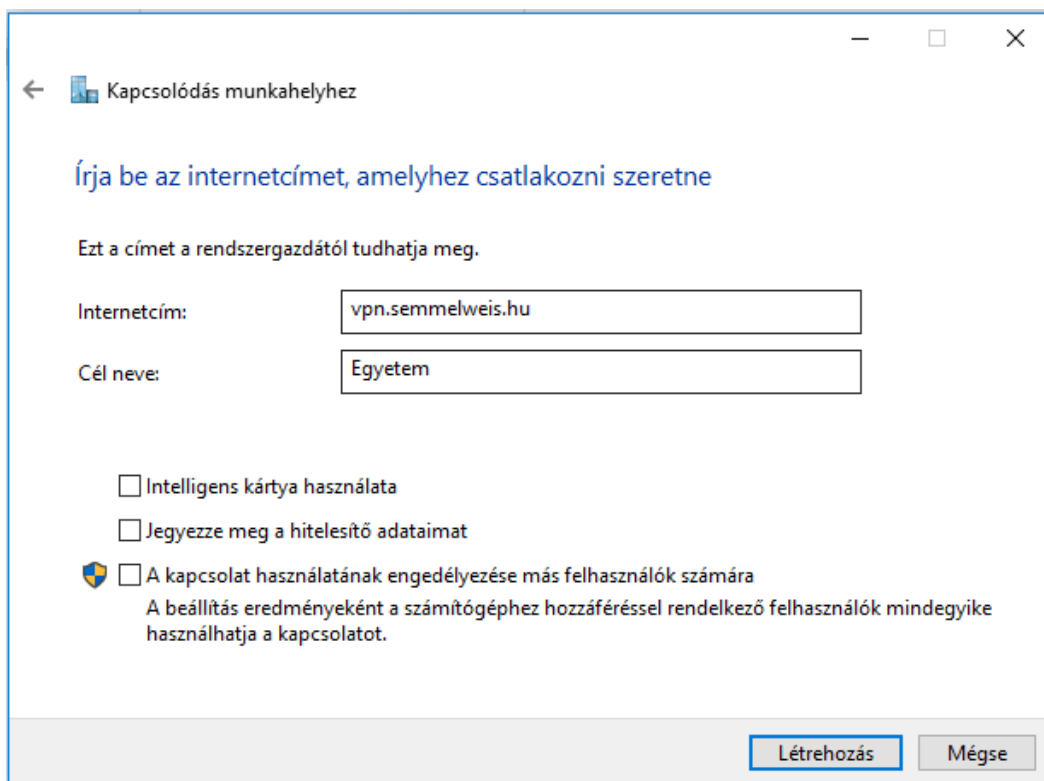 Kapcsolódás munkahelyhez
Írja be az internetcímet, amelyhez csatlakozni szeretne
Ezt a címet a rendszergazdától tudhatja meg.
Internetcím: vpn.semmelweis.hu
Cél neve: Egyetem
Intelligens kártya használata
Jegyezze meg a hitelesítő adataimat
A kapcsolat használatának engedélyezése más felhasználók számára
A beállítás eredményeként a számítógéphez hozzáféréssel rendelkező felhasználók mindegyike
használhatja a kapcsolatot.
Létrehozás Mégse